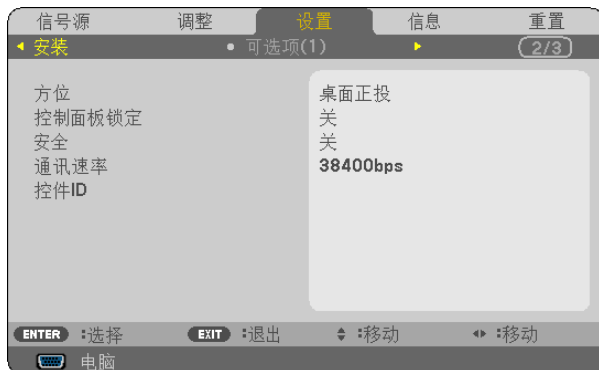 信号源 调整 设置 信息 重置
安装 可选项(1) 2/3
方位 桌面正投
控制面板锁定 关
安全 关
通讯速率 38400bps
控件ID
ENTER :选择 EXIT :退出 :移动 :移动
电脑